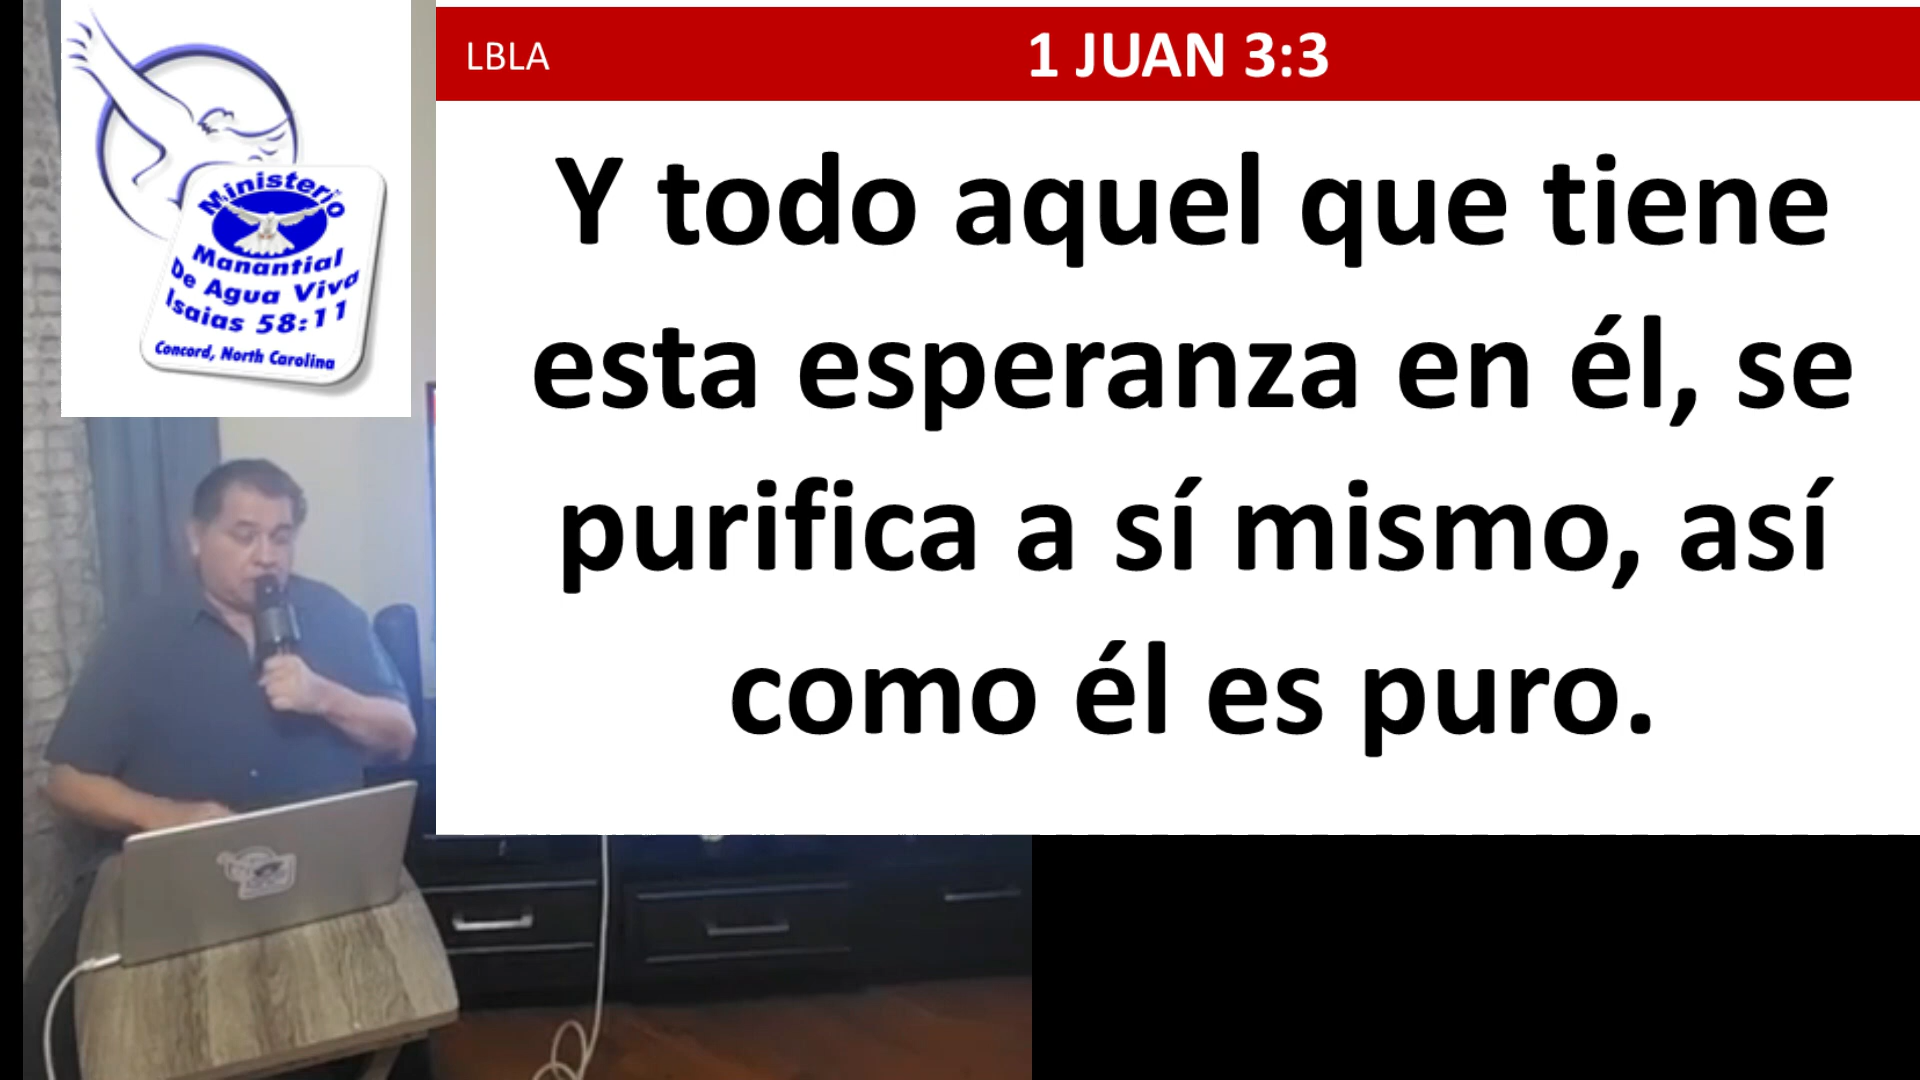 LBLA
1 JUAN 3:3
Y todo aquel que tiene
esta esperanza en él, se
purifica a sí mismo, así
como él es puro.
Ministerio
Manantial
De Agua Viva
Isaias 58:11
Concord, North Carolina